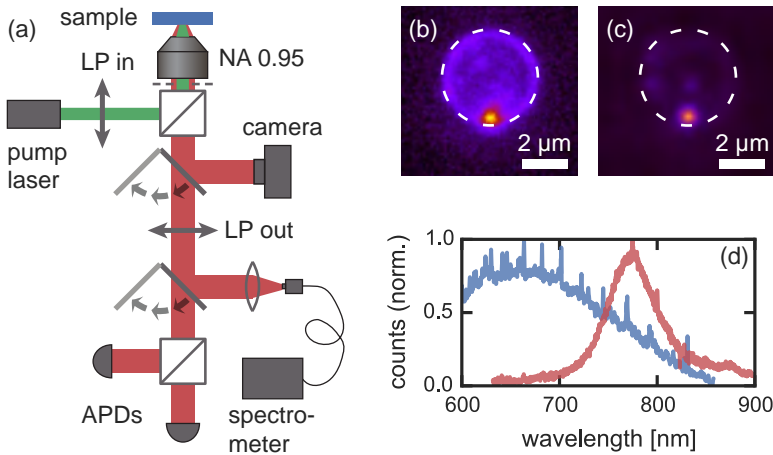 (a)
sample
LP in
NA 0.95
pump
laser
camera
LP out
APDs
spectro-
meter
(b)
2 μm
(c)
2 μm
(d)
counts (norm.)
1.0
0.5
0.0
600
700
800
900
wavelength [nm]